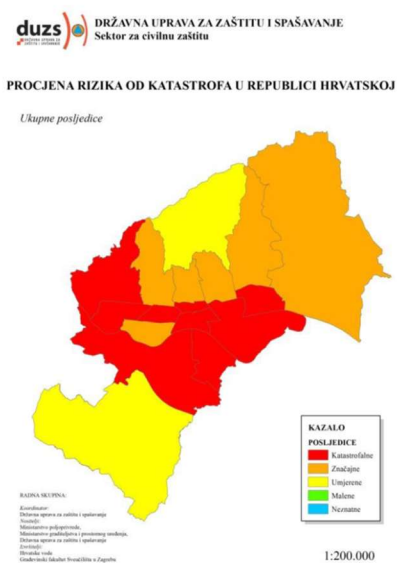 duzs
DRŽAVNA UPRAVA ZA ZAŠTITU I SPAŠAVANJE
Sektor za civilnu zaštitu
PROCJENA RIZIKA OD KATASTROFA U REPUBLICI HRVATSKOJ
Ukupne posljedice
KAZALO
POSLJEDICE
Katastrofalne
Značajne
Umjerene
Malene
Neznatne
RADNA SKUPINA:
Koordinator:
Državna uprava za zaštitu i spašavanje
Nositelji:
Ministarstvo poljoprivrede,
Ministarstvo graditeljstva i prostornog uređenja,
Državna uprava za zaštitu i spašavanje
Izvršitelji:
Hrvatske vode
Građevinski fakultet Sveučilišta u Zagrebu
1:200.000